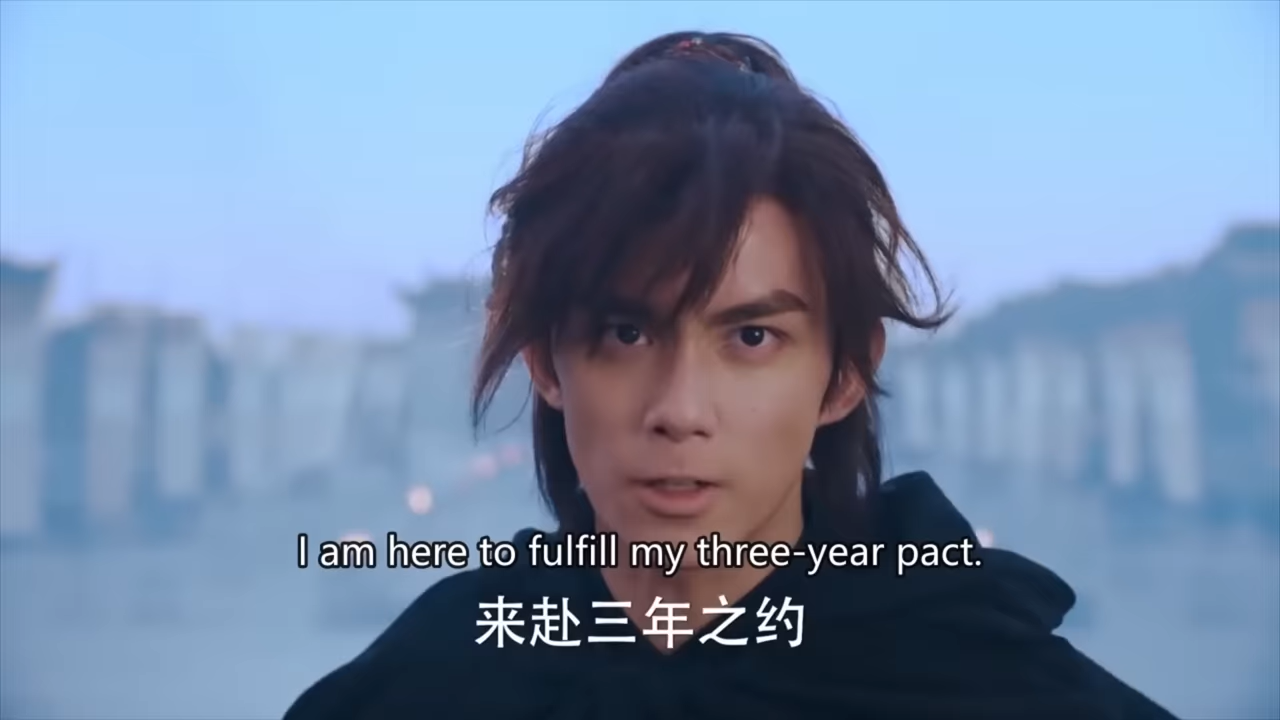 I am here to fulfill my three-year pact.
来赴三年之约